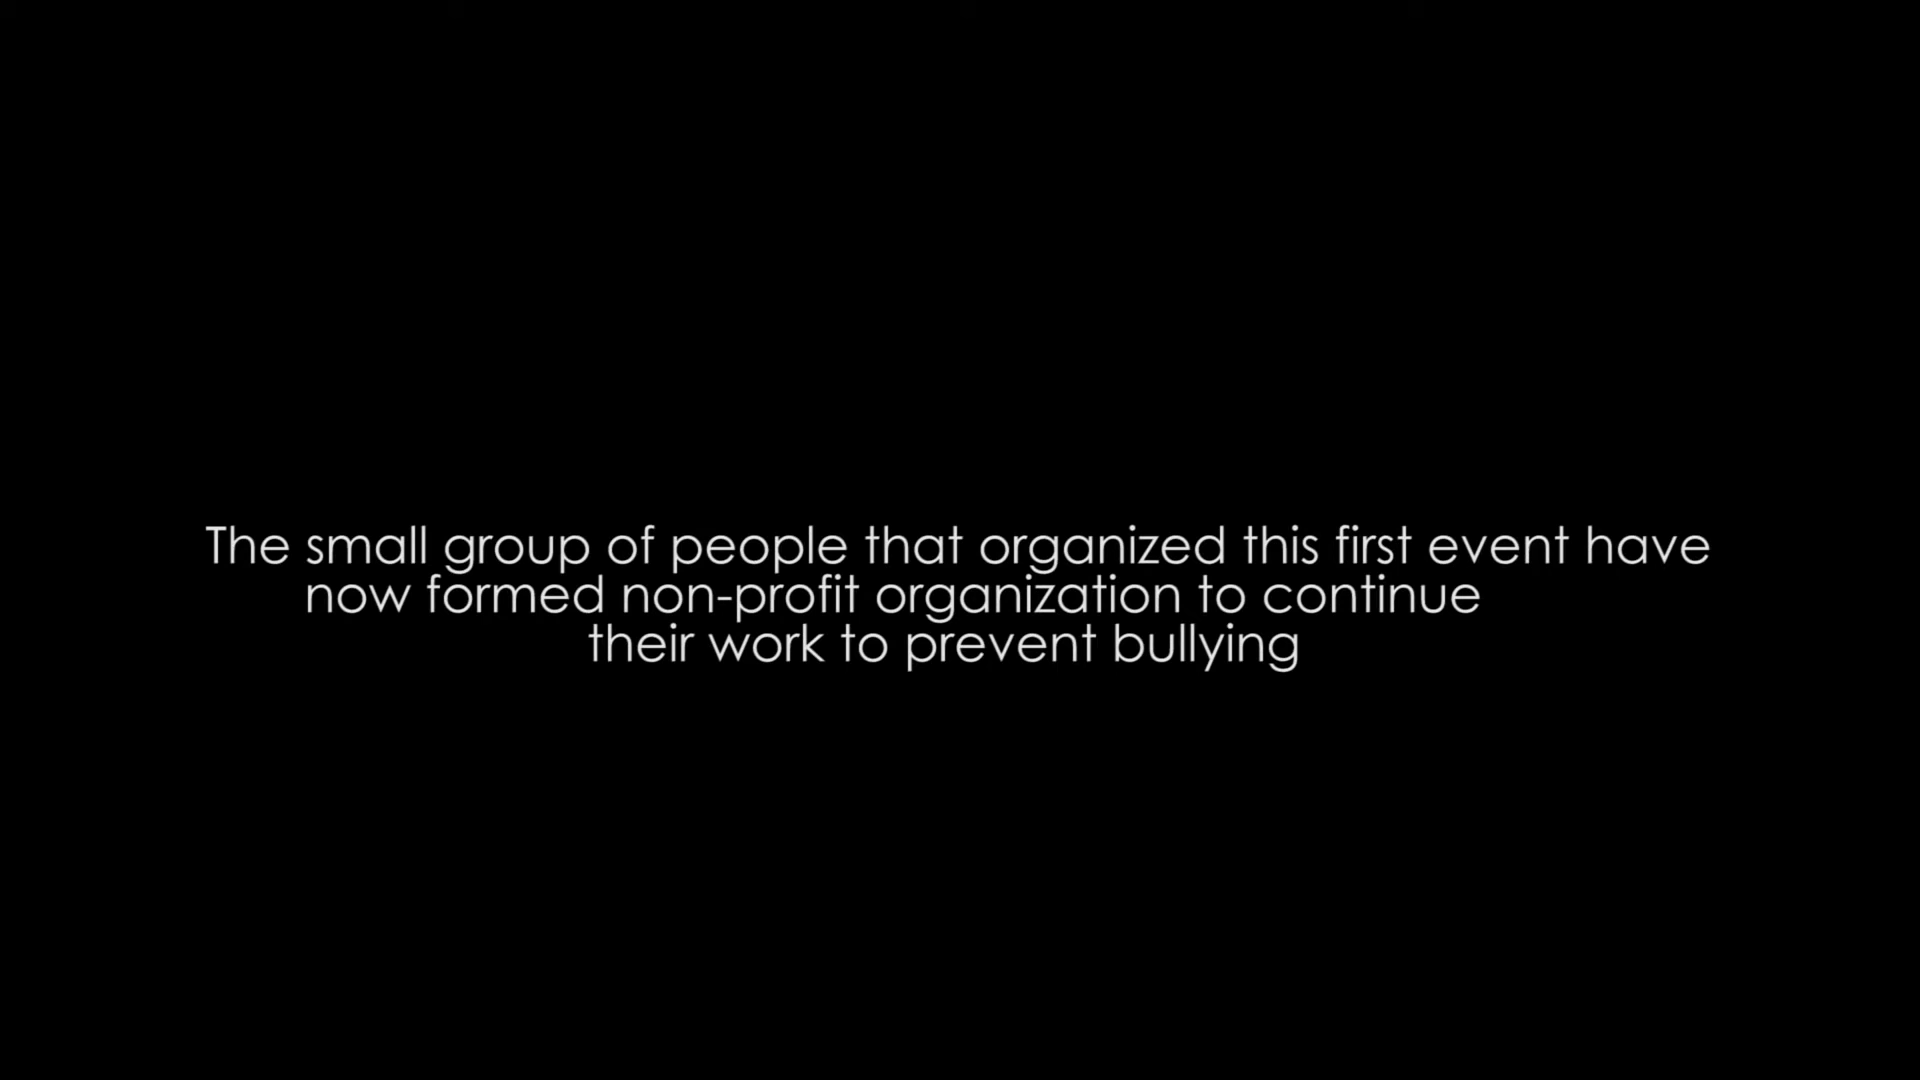 The small group of people that organized this first event have
now formed non-profit organization to continue
their work to prevent bullying